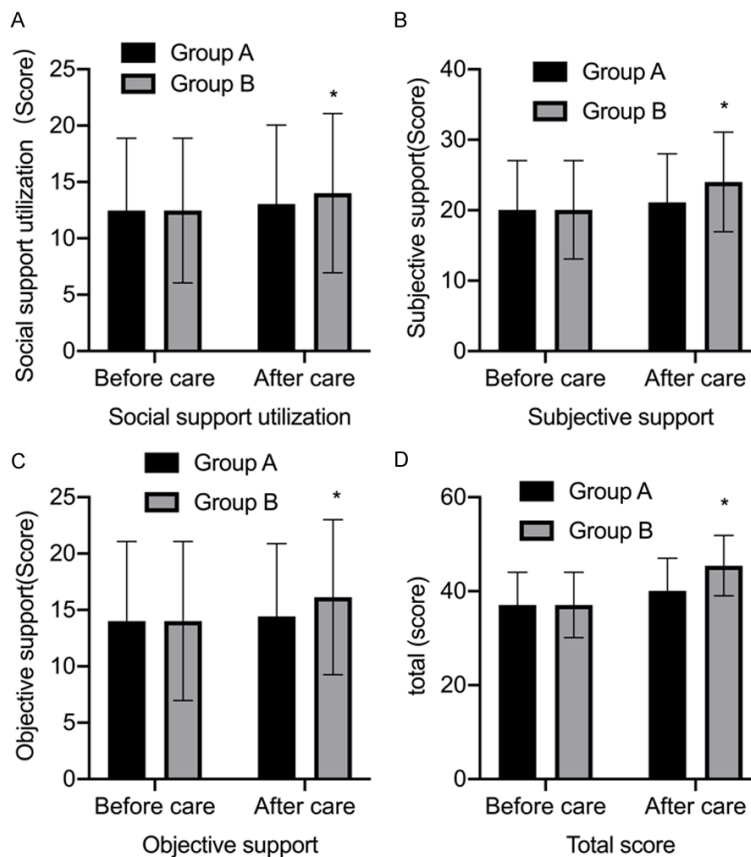 A
Social support utilization (Score)
25
20
15
10
5
0
Group A
Group B
*
Before care
After care
Social support utilization
B
Subjective support(Score)
40
30
20
10
0
Group A
Group B
*
Before care
After care
Subjective support
C
Objective support(Score)
25
20
15
10
5
0
Group A
Group B
*
Before care
After care
Objective support
D
total (score)
60
40
20
0
Group A
Group B
*
Before care
After care
Total score